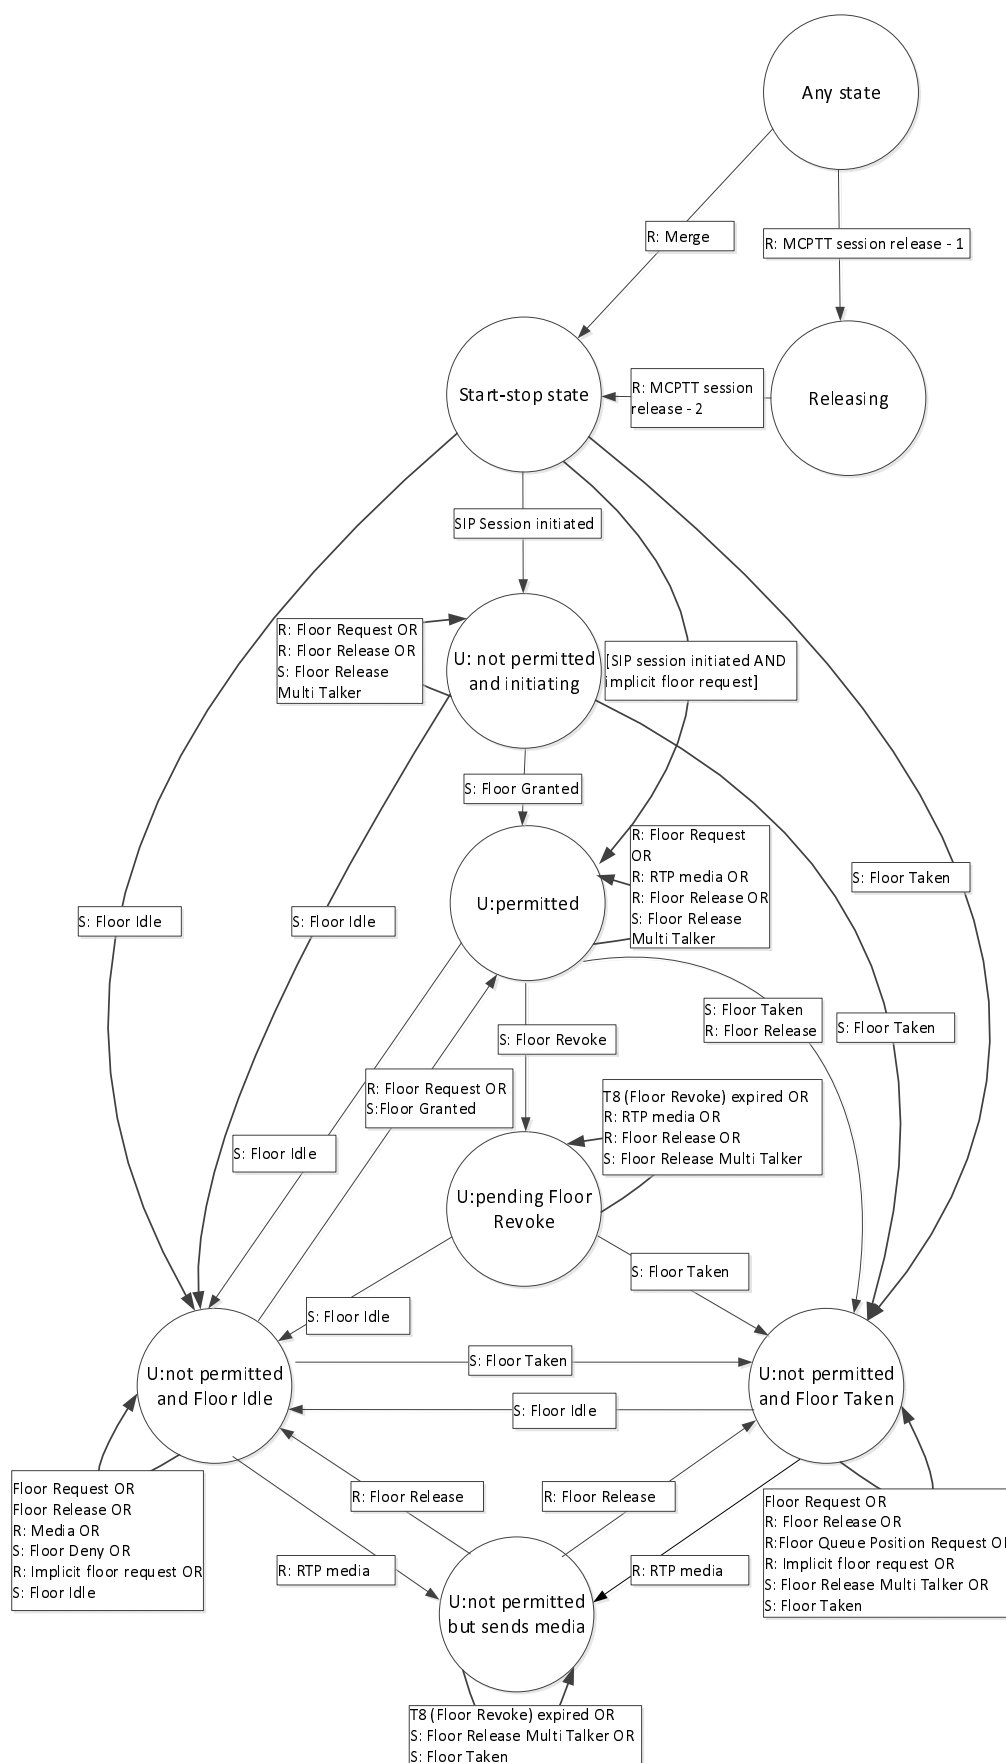 Any state
R: Merge
R: MCPTT session release - 1
Start-stop state
R: MCPTT session
release - 2
Releasing
SIP Session initiated
R: Floor Request OR
R: Floor Release OR
S: Floor Release
Multi Talker
U: not permitted
and initiating
[SIP session initiated AND
implicit floor request]
S: Floor Granted
R: Floor Request
OR
R: RTP media OR
R: Floor Release OR
S: Floor Release
Multi Talker
U:permitted
S: Floor Taken
S: Floor Idle
S: Floor Idle
S: Floor Taken
R: Floor Release
S: Floor Taken
S: Floor Revoke
R: Floor Request OR
S:Floor Granted
T8 (Floor Revoke) expired OR
R: RTP media OR
R: Floor Release OR
S: Floor Release Multi Talker
S: Floor Idle
U:pending Floor
Revoke
S: Floor Taken
S: Floor Idle
U:not permitted
and Floor Idle
S: Floor Taken
S: Floor Idle
U:not permitted
and Floor Taken
Floor Request OR
Floor Release OR
R: Media OR
S: Floor Deny OR
R: Implicit floor request OR
S: Floor Idle
R: Floor Release
R: Floor Release
Floor Request OR
R: Floor Release OR
R:Floor Queue Position Request
R: Implicit floor request OR
S: Floor Release Multi Talker OR
S: Floor Taken
R: RTP media
R: RTP media
U:not permitted
but sends media
T8 (Floor Revoke) expired OR
S: Floor Release Multi Talker OR
S: Floor Taken